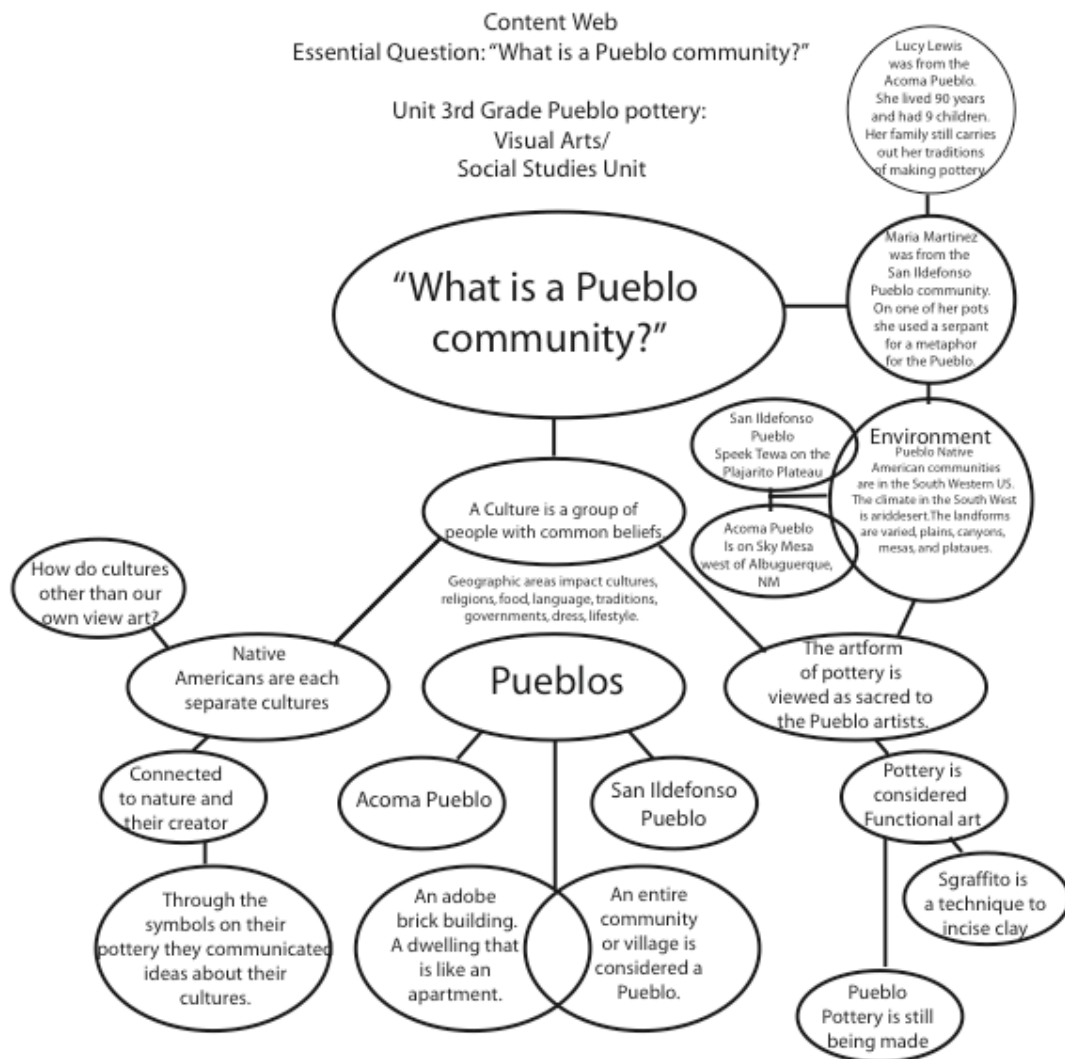 Content Web
Essential Question: “What is a Pueblo community?”
Unit 3rd Grade Pueblo pottery:
Visual Arts/
Social Studies Unit
Lucy Lewis
was from the
Acoma Pueblo.
She lived 90 years
and had 9 children.
Her family still carries
out her traditions
of making pottery
“What is a Pueblo
community?”
Maria Martinez
was from the
San Ildefonso
Pueblo community.
On one of her pots
she used a serpant
for a metaphor
for the Pueblo.
San Ildefonso
Pueblo
Speek Tewa on the
Plajarito Plateau
Environment
Pueblo Native
American communities
are in the South Western US.
The climate in the South West
is ariddesert.The landforms
are varied, plains, canyons,
mesas, and plataues.
Acoma Pueblo
Is on Sky Mesa
west of Albuguerque,
NM
A Culture is a group of
people with common beliefs.
Geographic areas impact cultures,
religions, food, language, traditions,
governments, dress, lifestyle.
How do cultures
other than our
own view art?
Native
Americans are each
separate cultures
Pueblos
The artform
of pottery is
viewed as sacred to
the Pueblo artists.
Connected
to nature and
their creator
Acoma Pueblo
San Ildefonso
Pueblo
Pottery is
considered
Functional art
Through the
symbols on their
pottery they communicated
ideas about their
cultures.
An adobe
brick building.
A dwelling that
is like an
apartment.
An entire
community
or village is
considered a
Pueblo.
Sgraffito is
a technique to
incise clay
Pueblo
Pottery is still
being made